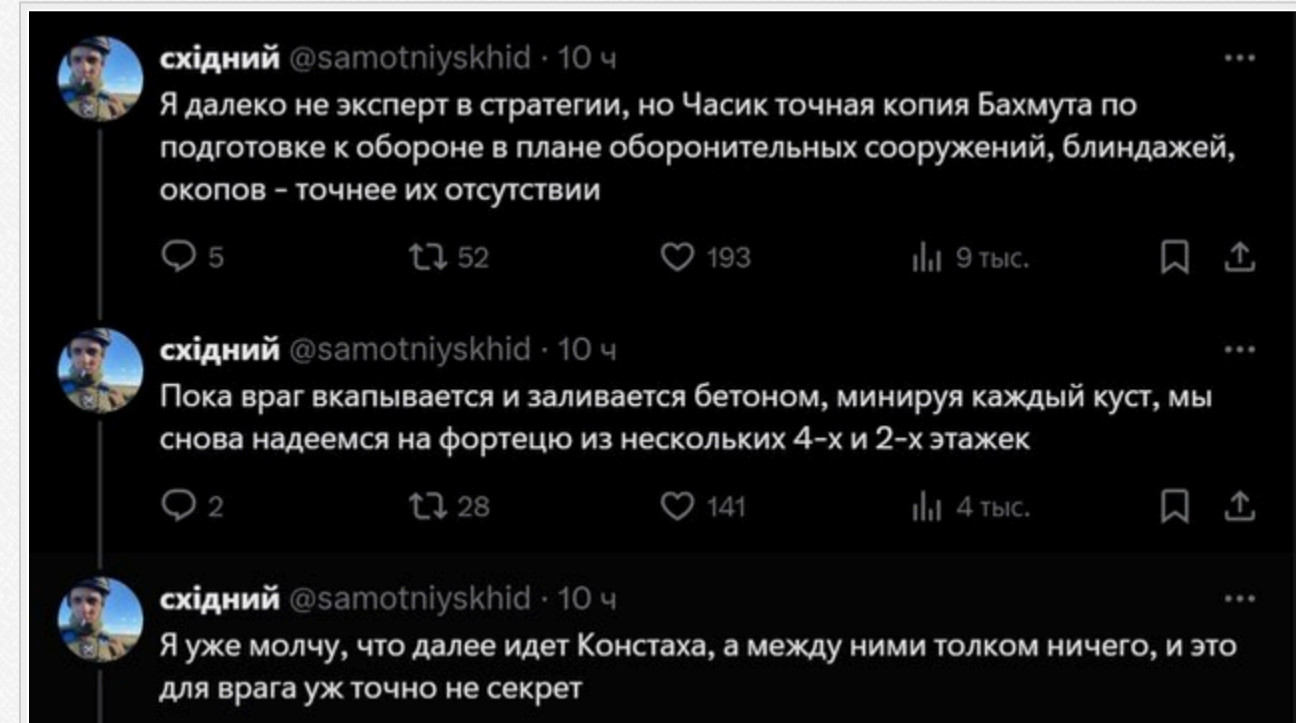 східний @samotniyskhid · 10 ч
Я далеко не эксперт в стратегии, но Часик точная копия Бахмута по
подготовке к обороне в плане оборонительных сооружений, блиндажей,
окопов – точнее их отсутствии
5 52 193 9 тыс.
східний @samotniyskhid · 10 ч
Пока враг вкапывается и заливается бетоном, минируя каждый куст, мы
снова надеемся на фортецю из нескольких 4-х и 2-х этажек
2 28 141 4 тыс.
східний @samotniyskhid · 10 ч
Я уже молчу, что далее идет Констаха, а между ними толком ничего, и это
для врага уж точно не секрет